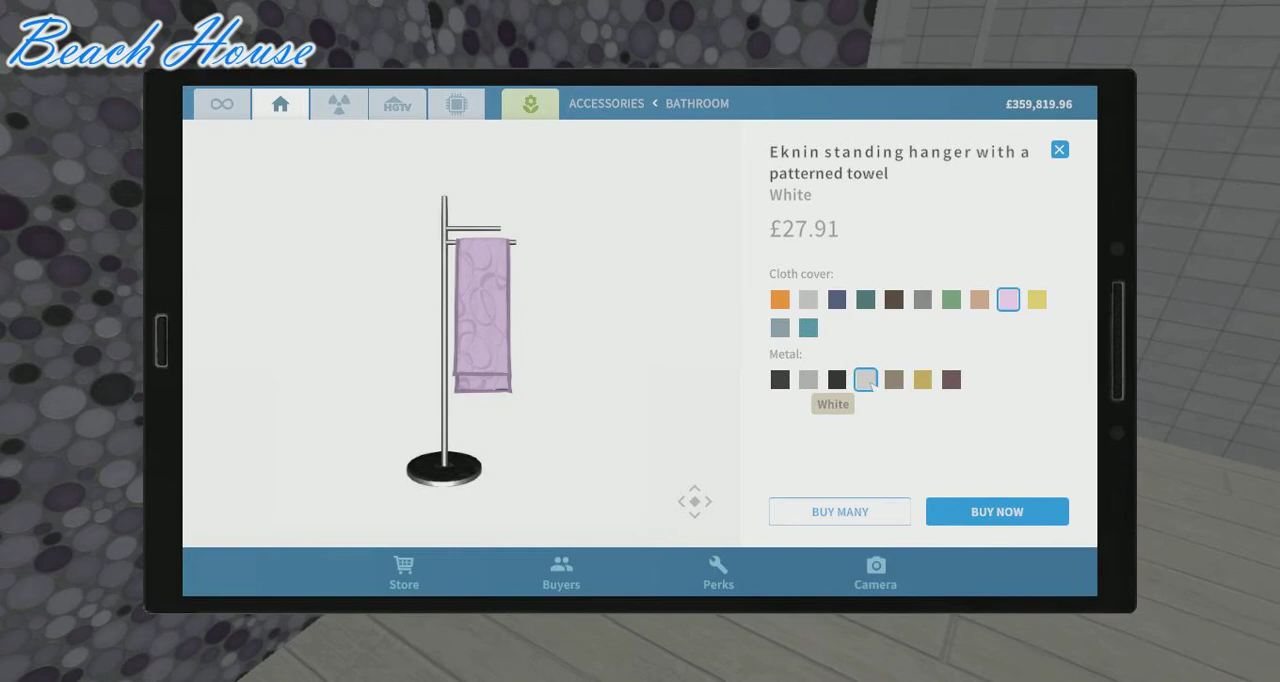 Beach House
HGTV
ACCESSORIES < BATHROOM
£359,819.96
Eknin standing hanger with a
patterned towel
White
£27.91
Cloth cover:
Metal:
White
BUY MANY
BUY NOW
Store
Buyers
Perks
Camera